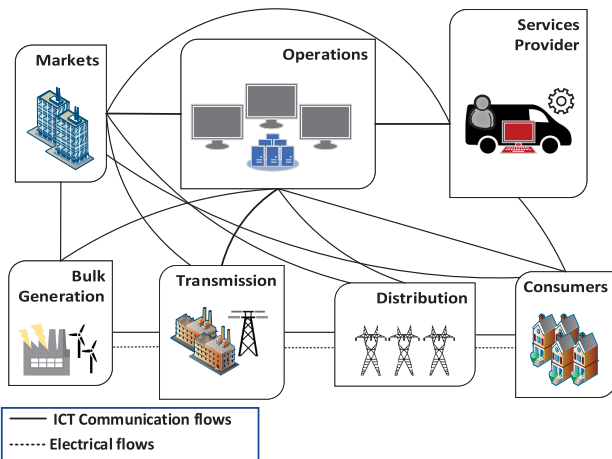 Markets
Operations
Services
Provider
Bulk
Generation
Transmission
Distribution
Consumers
ICT Communication flows
Electrical flows